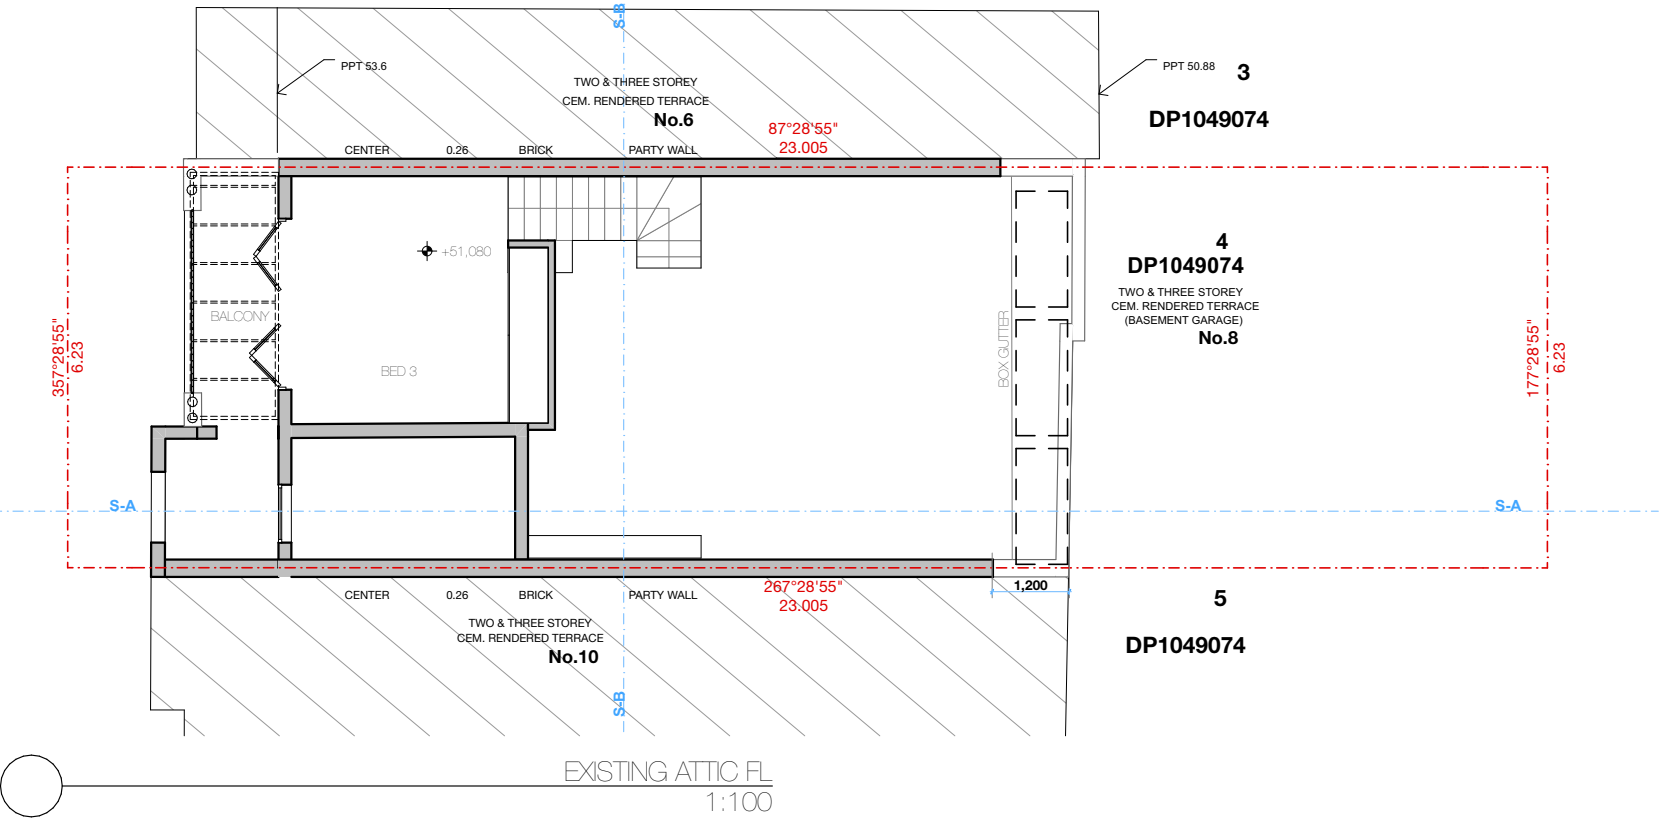 S-B
PPT 53.6
PPT 50.88
3
TWO & THREE STOREY
CEM. RENDERED TERRACE
No.6
DP1049074
87°28'55"
23.005
CENTER 0.26 BRICK PARTY WALL
+51,080
4
DP1049074
TWO & THREE STOREY
CEM. RENDERED TERRACE
(BASEMENT GARAGE)
No.8
BALCONY
BED 3
BOX GUTTER
357°28'55"
6.23
177°28'55"
6.23
S-A
S-A
267°28'55"
23.005
1,200
CENTER 0.26 BRICK PARTY WALL
5
TWO & THREE STOREY
CEM. RENDERED TERRACE
No.10
DP1049074
S-B
EXISTING ATTIC FL
1:100